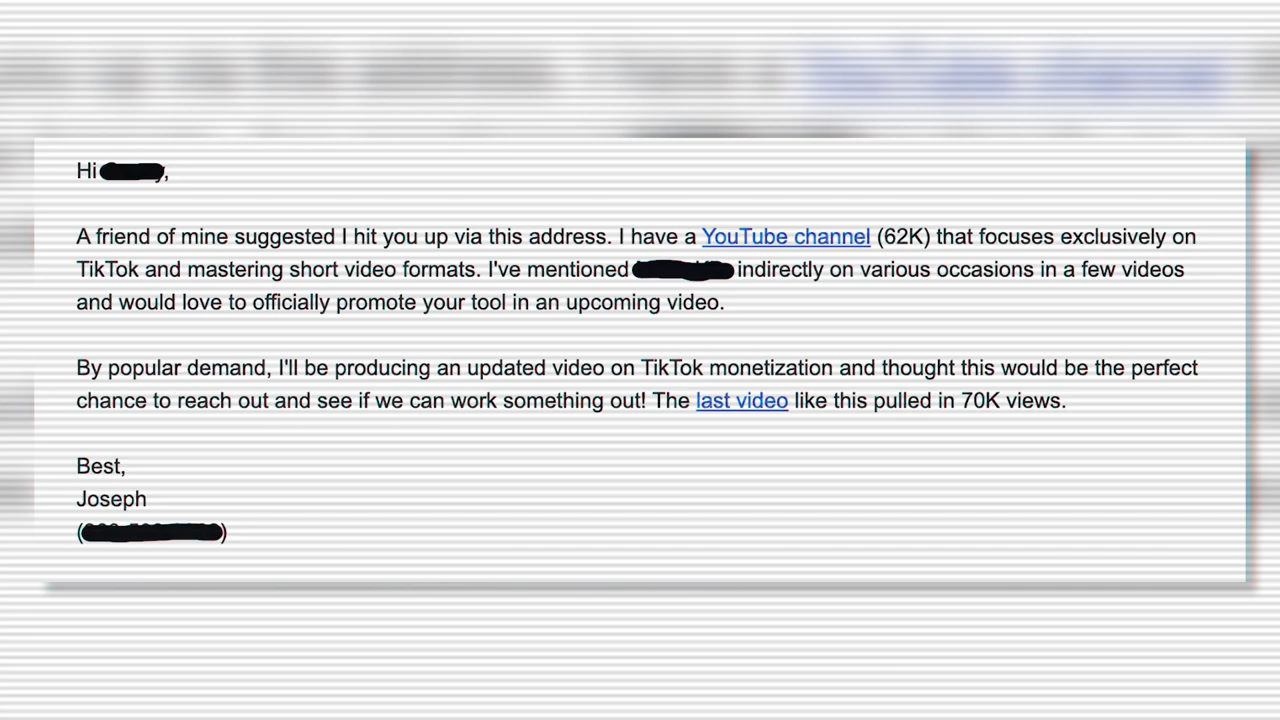 Hi ,
A friend of mine suggested I hit you up via this address. I have a YouTube channel (62K) that focuses exclusively on
TikTok and mastering short video formats. I've mentioned indirectly on various occasions in a few videos
and would love to officially promote your tool in an upcoming video.
By popular demand, I'll be producing an updated video on TikTok monetization and thought this would be the perfect
chance to reach out and see if we can work something out! The last video like this pulled in 70K views.
Best,
Joseph
( )